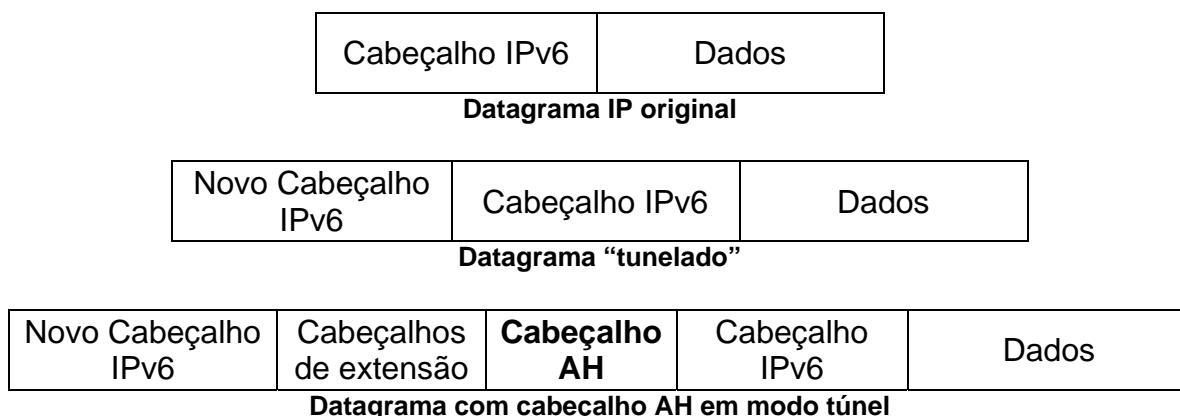 Cabeçalho IPv6 Dados
Datagrama IP original
Novo Cabeçalho IPv6 Cabeçalho IPv6 Dados
Datagrama “tunelado”
Novo Cabeçalho IPv6 Cabeçalhos de extensão Cabeçalho AH Cabeçalho IPv6 Dados
Datagrama com cabeçalho AH em modo túnel